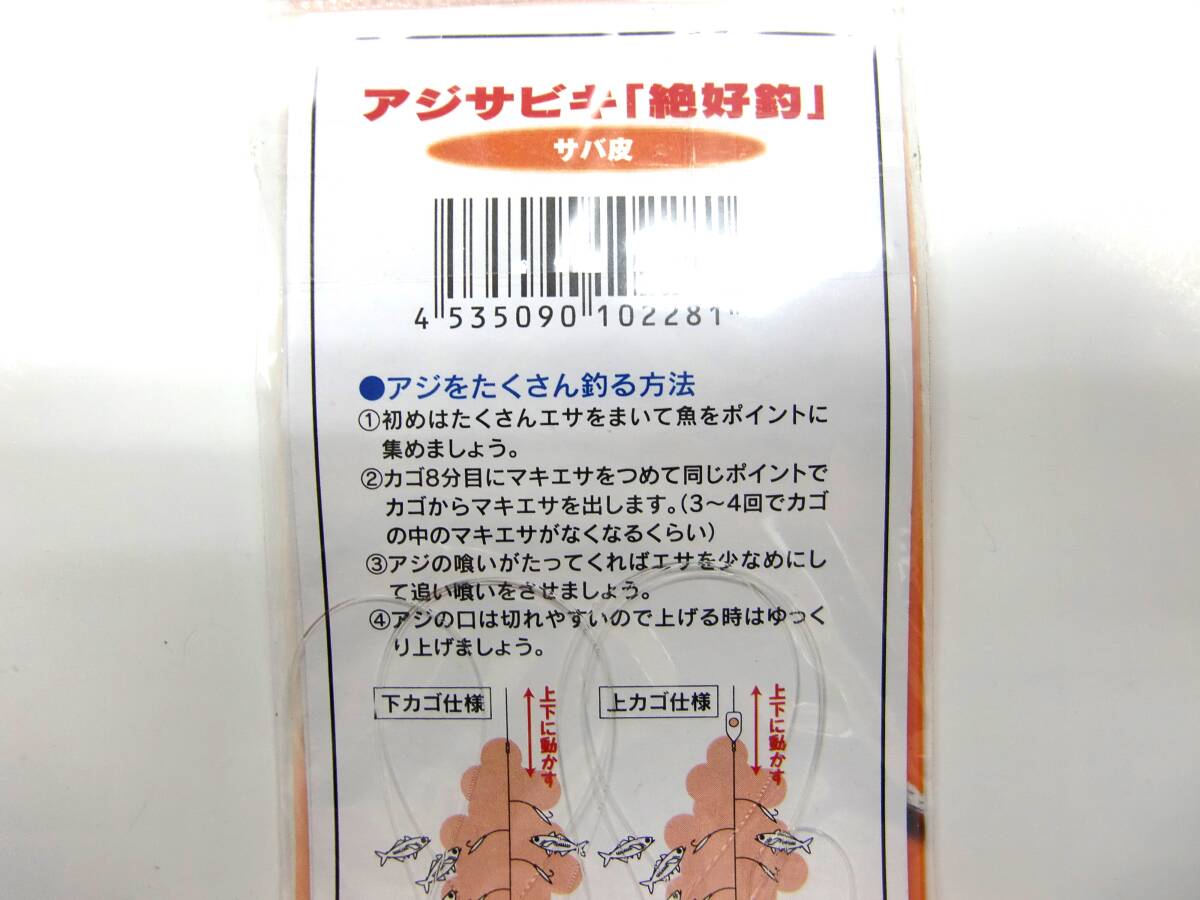 アジサビキ「絶好釣」
サバ皮
4 535090 102281
●アジをたくさん釣る方法
①初めはたくさんエサをまいて魚をポイントに
集めましょう。
②カゴ8分目にマキエサをつめて同じポイントで
カゴからマキエサを出します。(3〜4回でカゴ
の中のマキエサがなくなるくらい)
③アジの喰いがたってくればエサを少なめにし
て追い喰いをさせましょう。
④アジの口は切れやすいので上げる時はゆっく
り上げましょう。
下カゴ仕様
上下に動かす
上カゴ仕様
上下に動かす